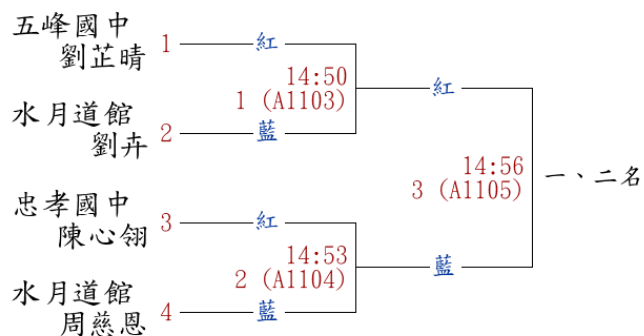 五峰國中
劉芷晴 1 紅
14:50
1 (A1103) 紅
水月道館
劉卉 2 藍
14:56
3 (A1105) 一、二名
忠孝國中
陳心翎 3 紅
14:53
2 (A1104) 藍
水月道館
周慈恩 4 藍